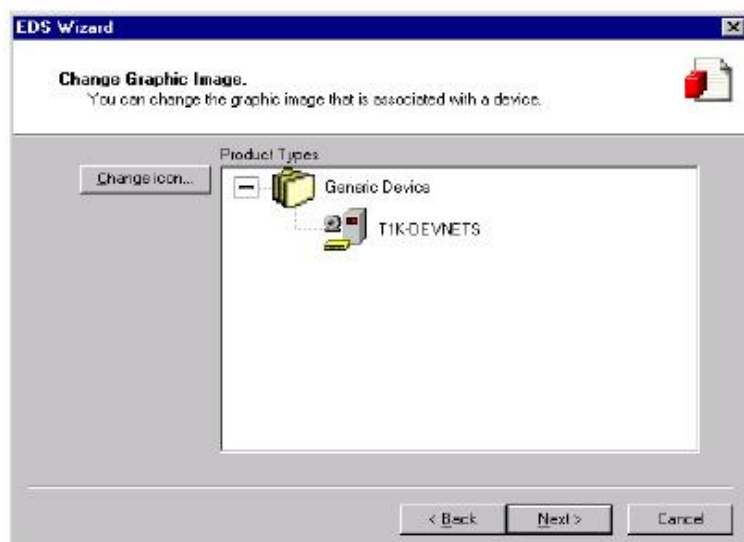 EDS Wizard
Change Graphic Image.
You can change the graphic image that is associated with a device.
Product Types
Change icon...
Generic Device
T1K-DEVNETS
< Back
Next >
Cancel